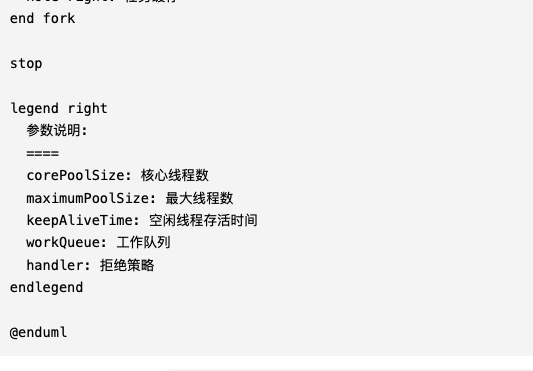 end fork
stop
legend right
参数说明:
====
corePoolSize: 核心线程数
maximumPoolSize: 最大线程数
keepAliveTime: 空闲线程存活时间
workQueue: 工作队列
handler: 拒绝策略
endlegend
@enduml